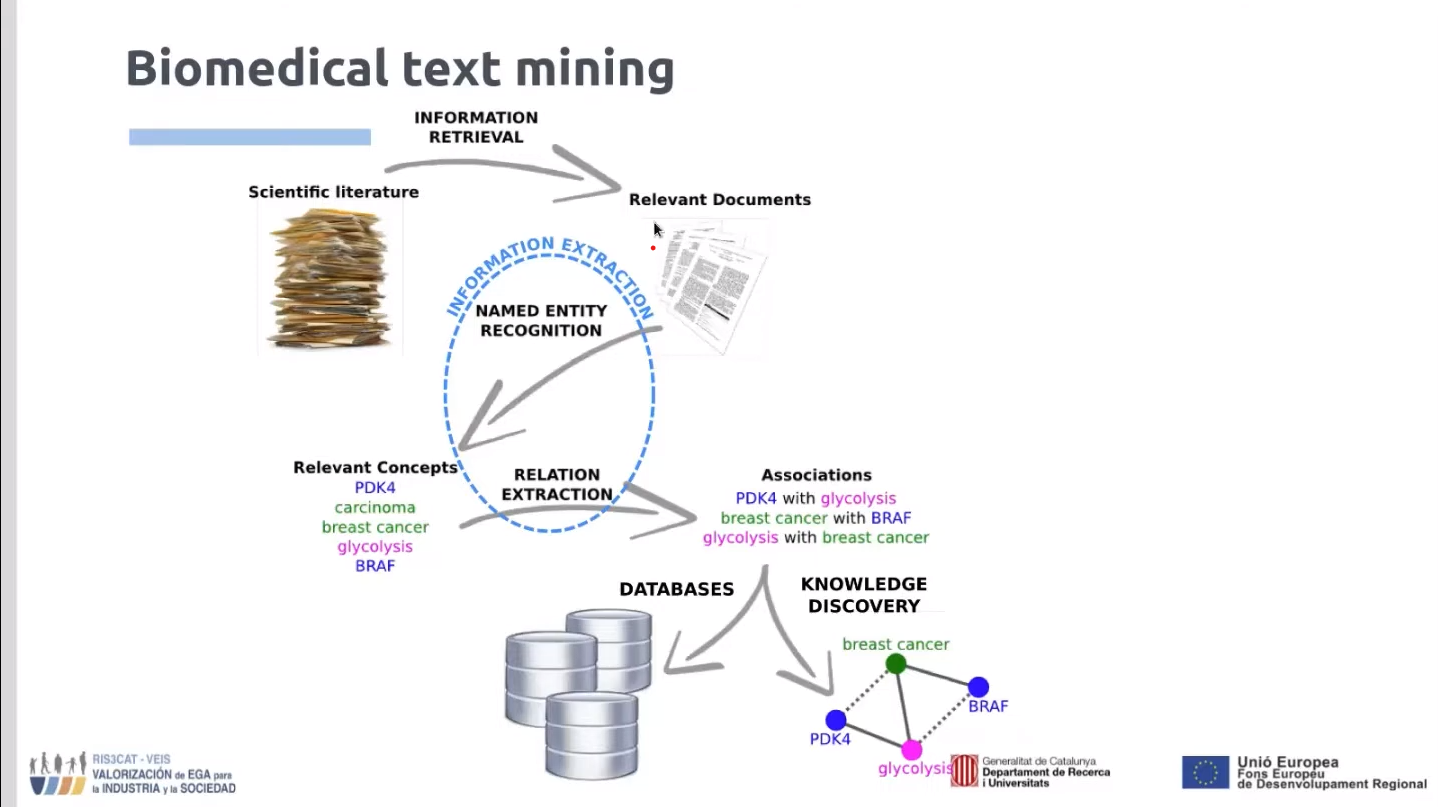 Biomedical text mining
INFORMATION
RETRIEVAL
Scientific literature
Relevant Documents
INFORMATION EXTRACTION
NAMED ENTITY
RECOGNITION
Relevant Concepts
PDK4
carcinoma
breast cancer
glycolysis
BRAF
RELATION
EXTRACTION
Associations
PDK4 with glycolysis
breast cancer with BRAF
glycolysis with breast cancer
DATABASES
KNOWLEDGE
DISCOVERY
breast cancer
BRAF
PDK4
glycolysis
RIS3CAT - VEIS
VALORIZACIÓN de EGA para
la INDUSTRIA y la SOCIEDAD
Generalitat de Catalunya
Departament de Recerca
i Universitats
Unió Europea
Fons Europeu
de Desenvolupament Regional